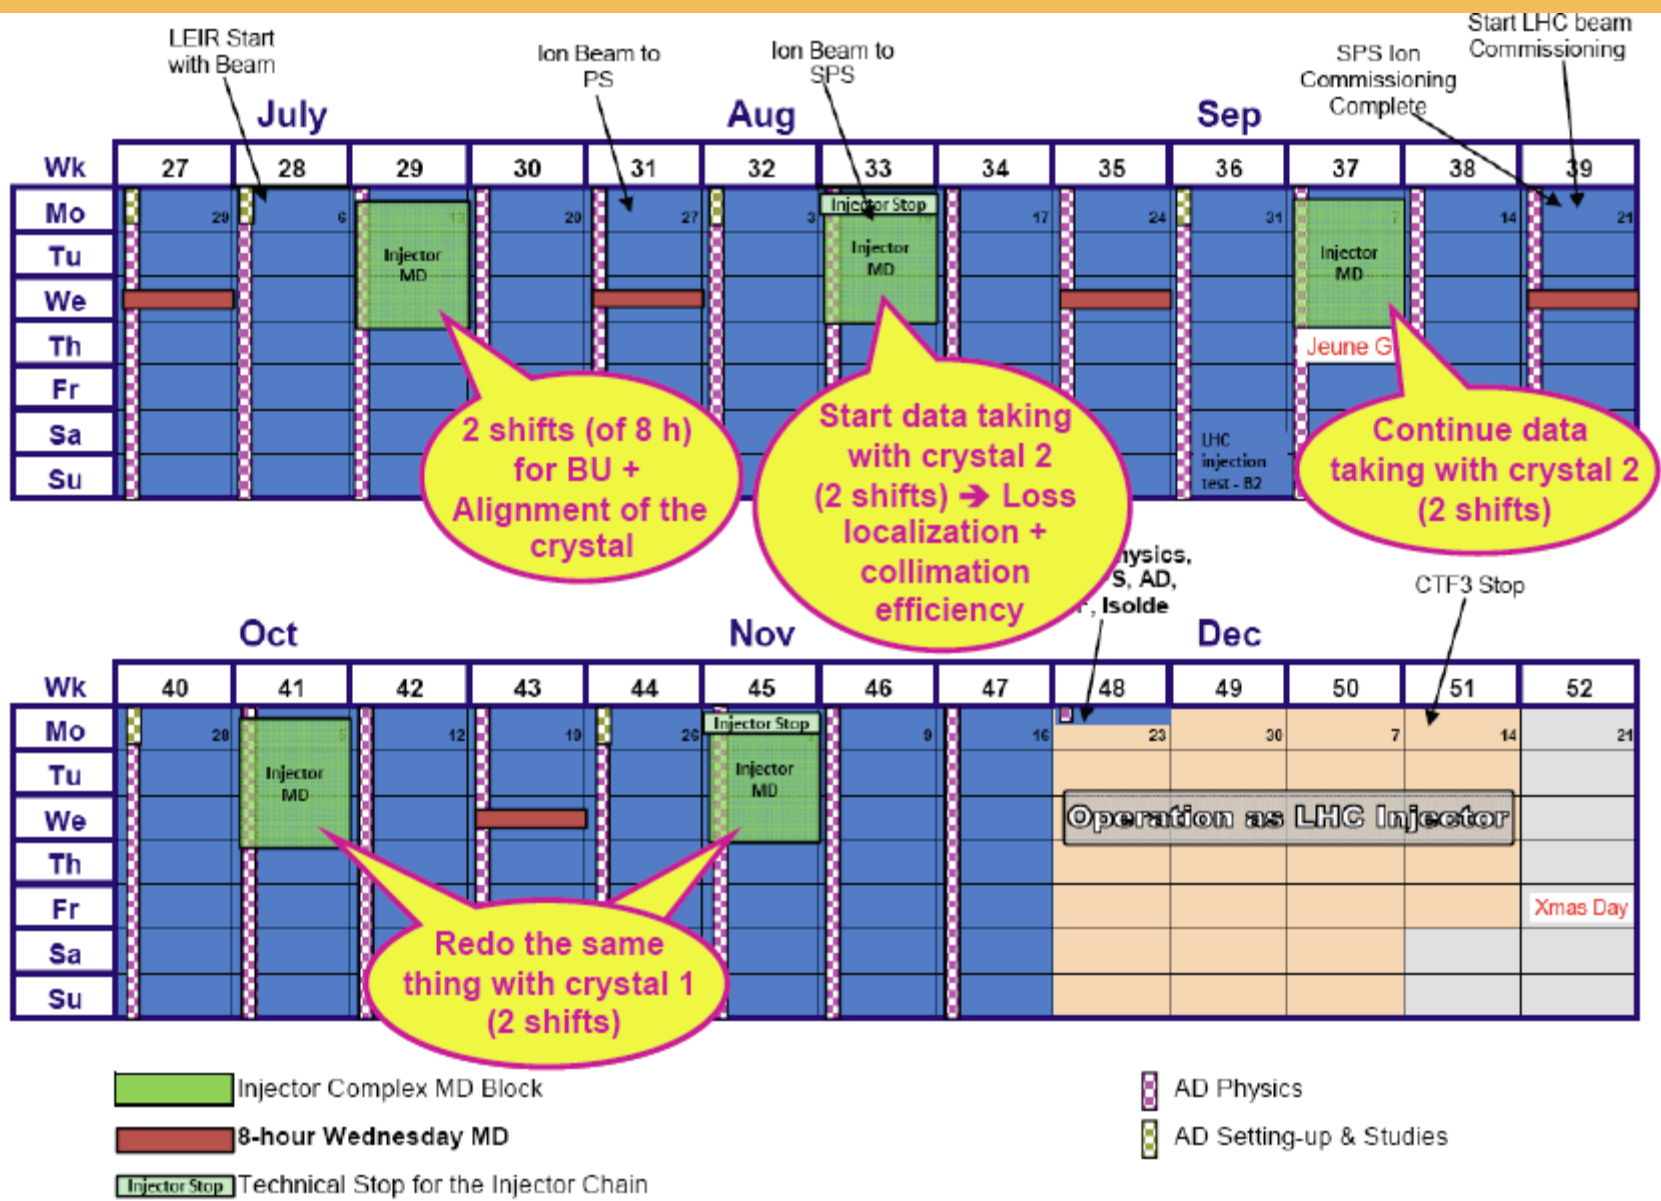 LEIR Start
with Beam
Ion Beam to
PS
Ion Beam to
SPS
SPS Ion
Commissioning
Complete
Start LHC beam
Commissioning
July
Aug
Sep
Wk 27 28 29 30 31 32 33 34 35 36 37 38 39
Mo 29 6 13 20 27 3 Injector Stop 10 17 24 31 7 14 21
Tu Injector MD Injector MD Injector MD
We
Th Jeune G
Fr
Sa
Su
LHC
injection
test - B2
2 shifts (of 8 h)
for BU +
Alignment of the
crystal
Start data taking
with crystal 2
(2 shifts) ➔ Loss
localization +
collimation
efficiency
Continue data
taking with crystal 2
(2 shifts)
hysics,
S, AD,
, Isolde
CTF3 Stop
Oct
Nov
Dec
Wk 40 41 42 43 44 45 46 47 48 49 50 51 52
Mo 28 5 12 19 26 Injector Stop 9 16 23 30 7 14 21
Tu Injector MD Injector MD
We Operation as LHC Injector
Th
Fr Xmas Day
Sa
Su
Redo the same
thing with crystal 1
(2 shifts)
Injector Complex MD Block
8-hour Wednesday MD
Injector Stop Technical Stop for the Injector Chain
AD Physics
AD Setting-up & Studies